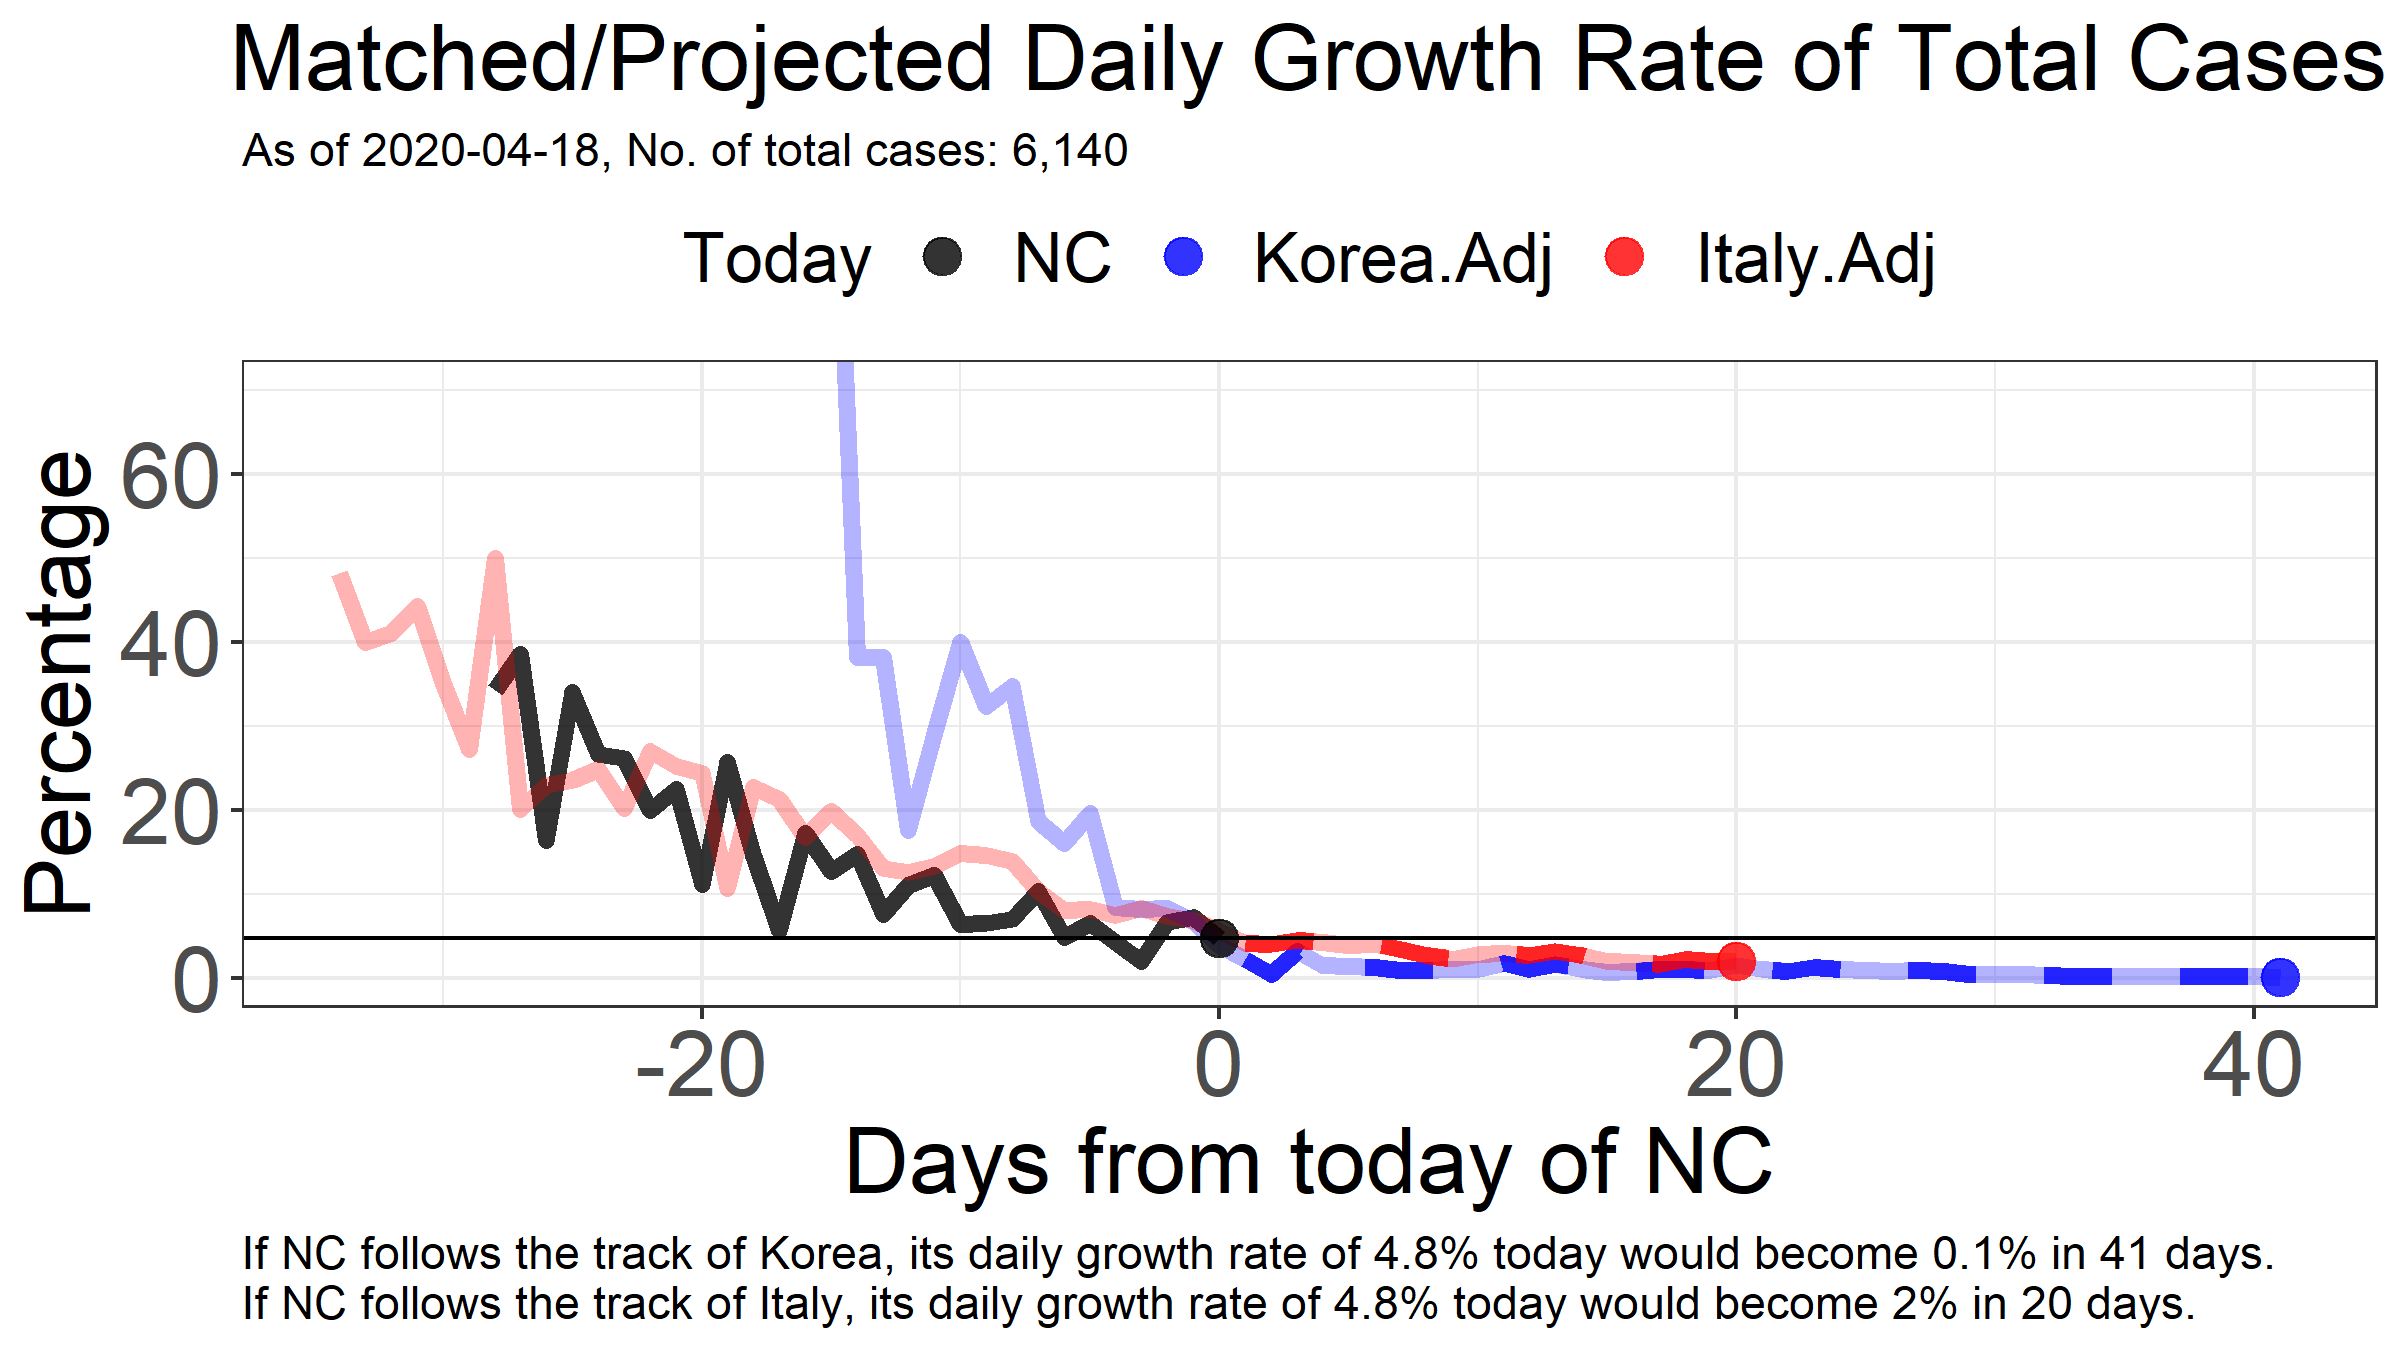 Matched/Projected Daily Growth Rate of Total Cases
As of 2020-04-18, No. of total cases: 6,140
Today NC Korea.Adj Italy.Adj
Percentage
60
40
20
0
-20 0 20 40
Days from today of NC
If NC follows the track of Korea, its daily growth rate of 4.8% today would become 0.1% in 41 days.
If NC follows the track of Italy, its daily growth rate of 4.8% today would become 2% in 20 days.